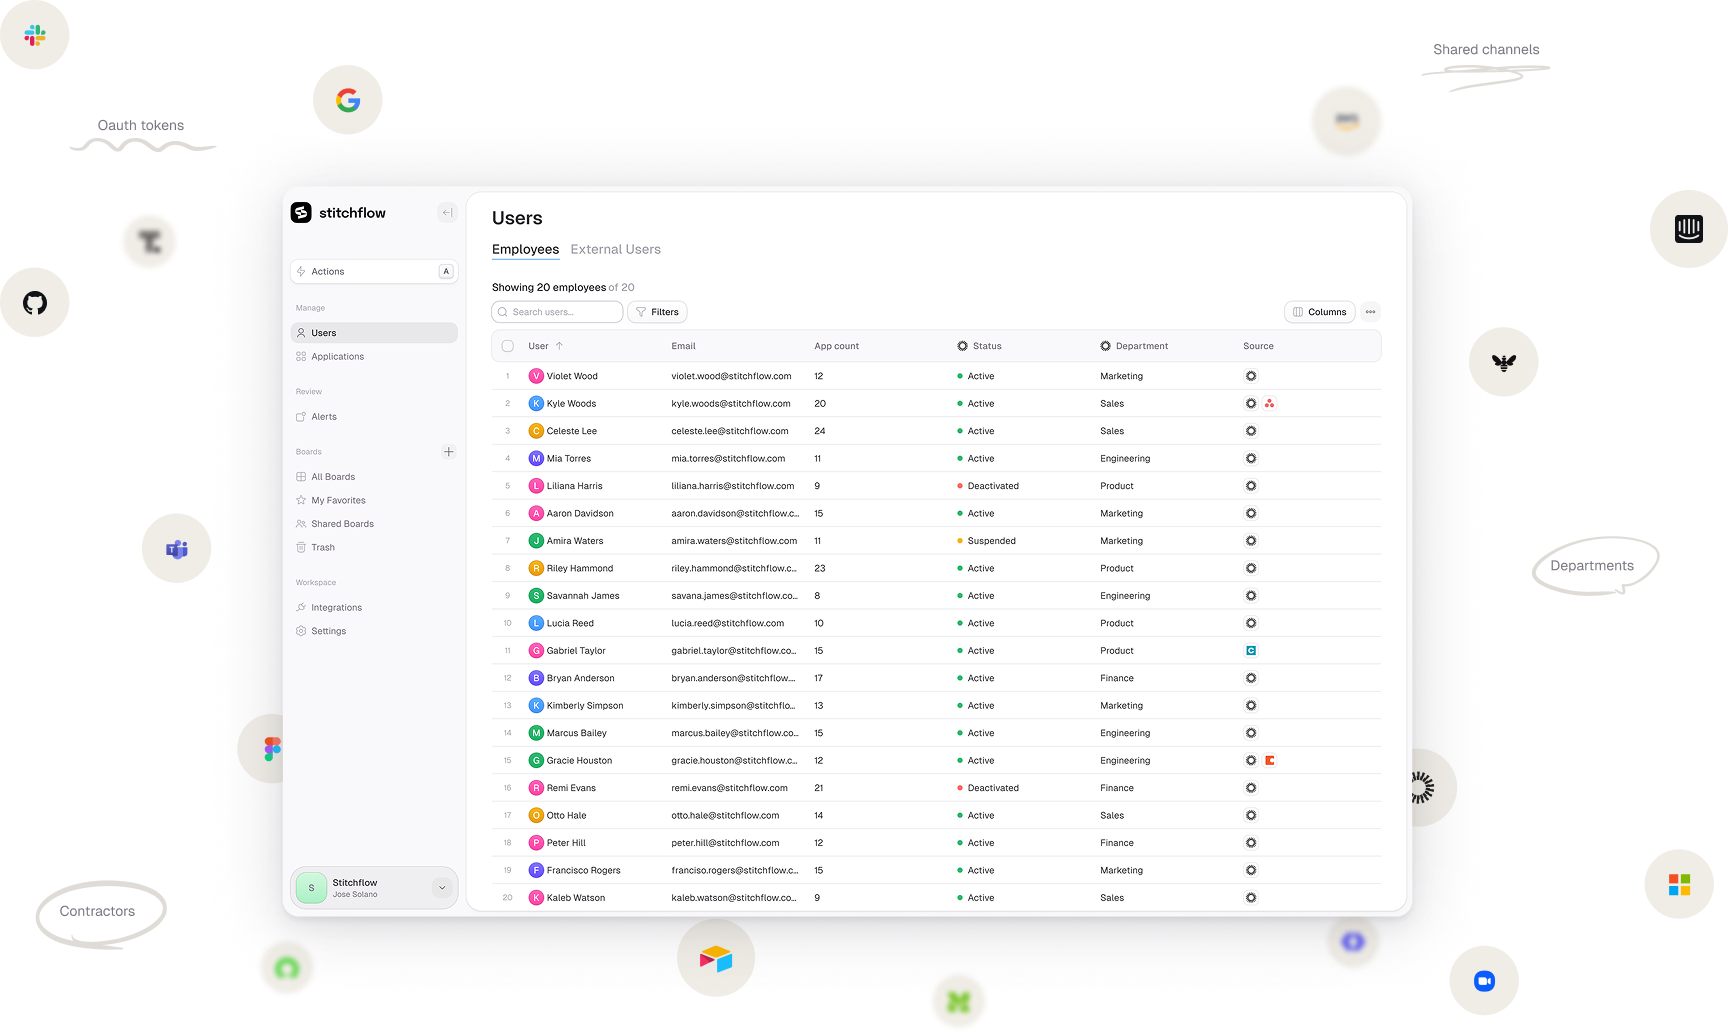 Shared channels
Oauth tokens
stitchflow
Actions A
Manage
Users
Applications
Review
Alerts
Boards
All Boards
My Favorites
Shared Boards
Trash
Workspace
Integrations
Settings
S Stitchflow
Jose Solano
Users
Employees External Users
Showing 20 employees of 20
Search users... Filters Columns
User Email App count Status Department Source
1 V Violet Wood violet.wood@stitchflow.com 12 Active Marketing
2 K Kyle Woods kyle.woods@stitchflow.com 20 Active Sales
3 C Celeste Lee celeste.lee@stitchflow.com 24 Active Sales
4 M Mia Torres mia.torres@stitchflow.com 11 Active Engineering
5 L Liliana Harris liliana.harris@stitchflow.com 9 Deactivated Product
6 A Aaron Davidson aaron.davidson@stitchflow.c... 15 Active Marketing
7 J Amira Waters amira.waters@stitchflow.com 11 Suspended Marketing
8 R Riley Hammond riley.hammond@stitchflow.c... 23 Active Product
9 S Savannah James savana.james@stitchflow.co... 8 Active Engineering
10 L Lucia Reed lucia.reed@stitchflow.com 10 Active Product
11 G Gabriel Taylor gabriel.taylor@stitchflow.co... 15 Active Product
12 B Bryan Anderson bryan.anderson@stitchflow.... 17 Active Finance
13 K Kimberly Simpson kimberly.simpson@stitchflo... 13 Active Marketing
14 M Marcus Bailey marcus.bailey@stitchflow.co... 15 Active Engineering
15 G Gracie Houston gracie.houston@stitchflow.c... 12 Active Engineering
16 R Remi Evans remi.evans@stitchflow.com 21 Deactivated Finance
17 O Otto Hale otto.hale@stitchflow.com 14 Active Sales
18 P Peter Hill peter.hill@stitchflow.com 12 Active Finance
19 F Francisco Rogers franciso.rogers@stitchflow.c... 15 Active Marketing
20 K Kaleb Watson kaleb.watson@stitchflow.co... 9 Active Sales
Departments
Contractors